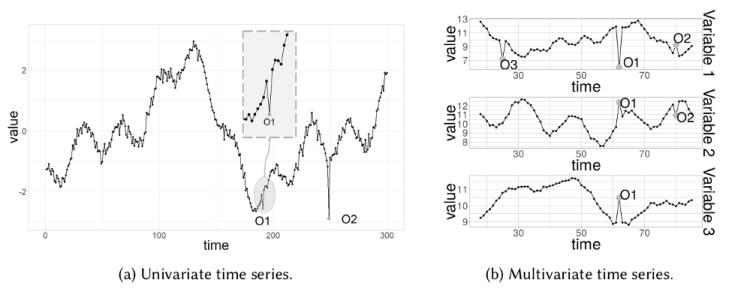 2
0
-2
value
0
100
200
300
time
O1
O1
O2
(a) Univariate time series.
13
11
9
7
value
O3
O1
O2
30
50
70
time
Variable 1
12
11
10
9
8
value
O1
O2
30
50
70
time
Variable 2
11
10
9
value
O1
30
50
70
time
Variable 3
(b) Multivariate time series.